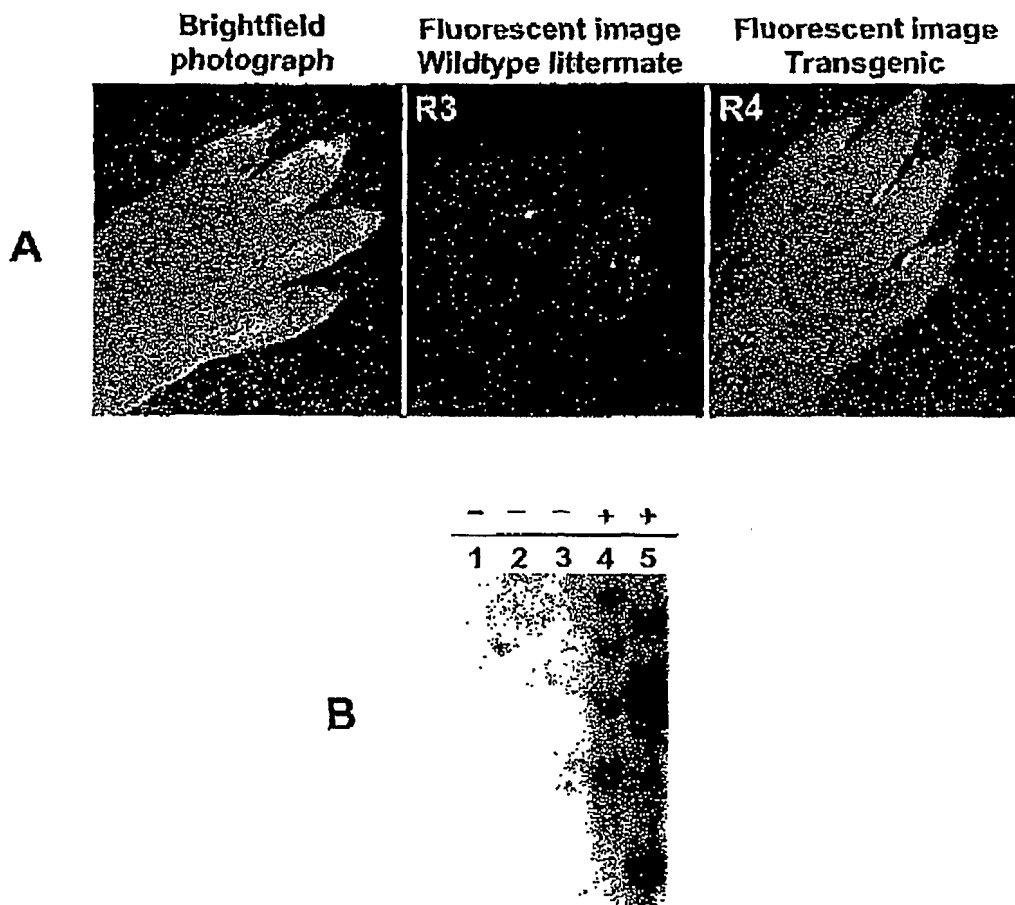 Brightfield
photograph
Fluorescent image
Wildtype littermate
Fluorescent image
Transgenic
A
R3
R4
- - - + +
1 2 3 4 5
B